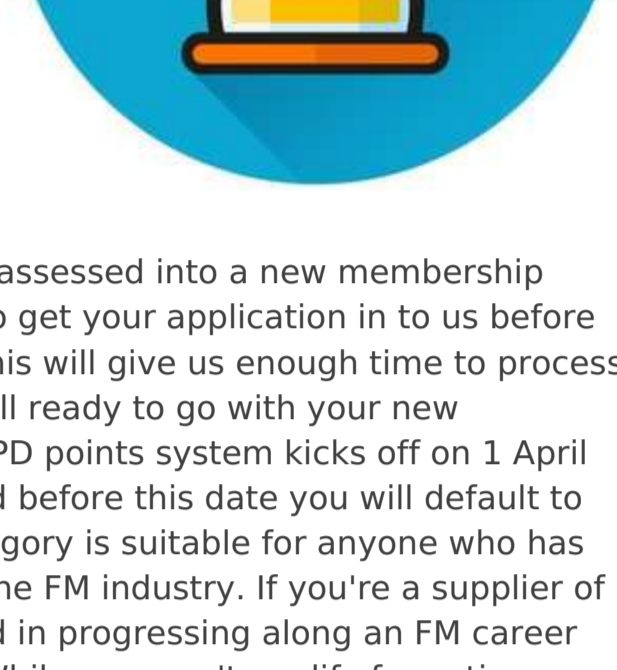 assessed into a new membership
get your application in to us before
will give us enough time to process
ready to go with your new
PD points system kicks off on 1 April
before this date you will default to
gory is suitable for anyone who has
FM industry. If you're a supplier of
in progressing along an FM career